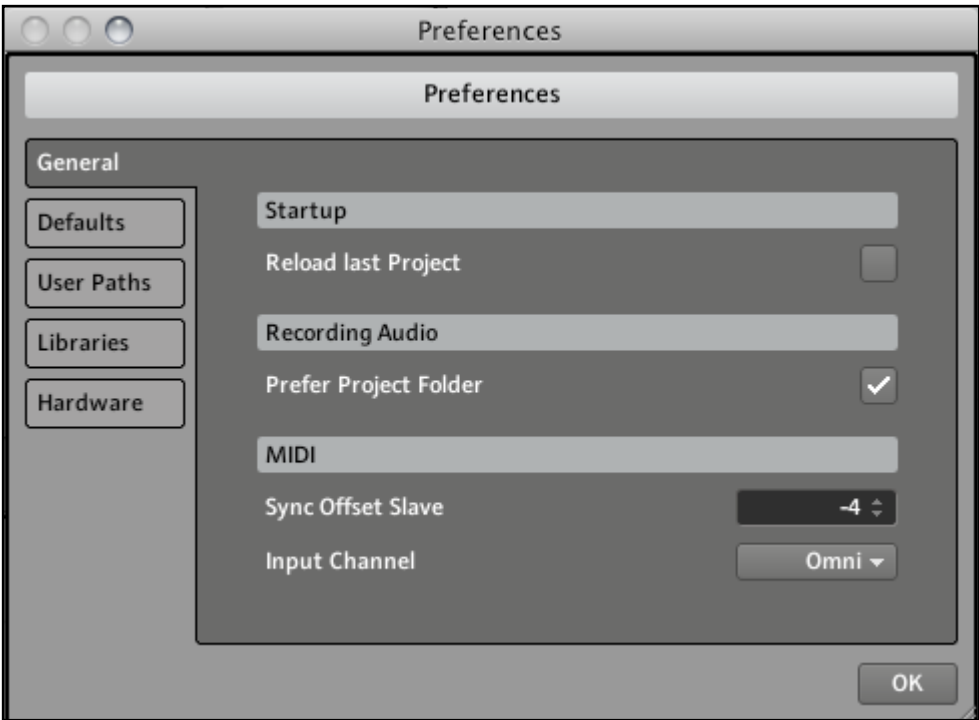 Preferences
Preferences
General
Defaults
User Paths
Libraries
Hardware
Startup
Reload last Project
Recording Audio
Prefer Project Folder
MIDI
Sync Offset Slave -4
Input Channel Omni
OK